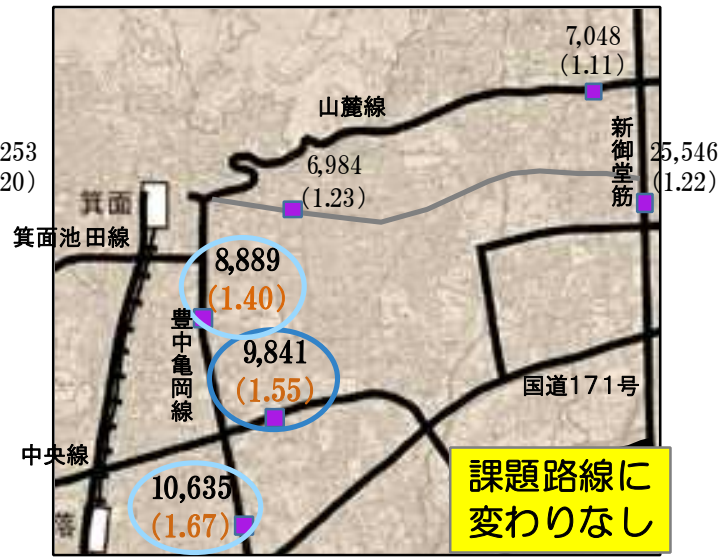 7,048
(1.11)
山麓線
新御堂筋
253
20)
6,984
(1.23)
25,546
(1.22)
箕面
箕面池田線
8,889
(1.40)
豊中亀岡線
9,841
(1.55)
国道171号
中央線
10,635
(1.67)
課題路線に
変わりなし